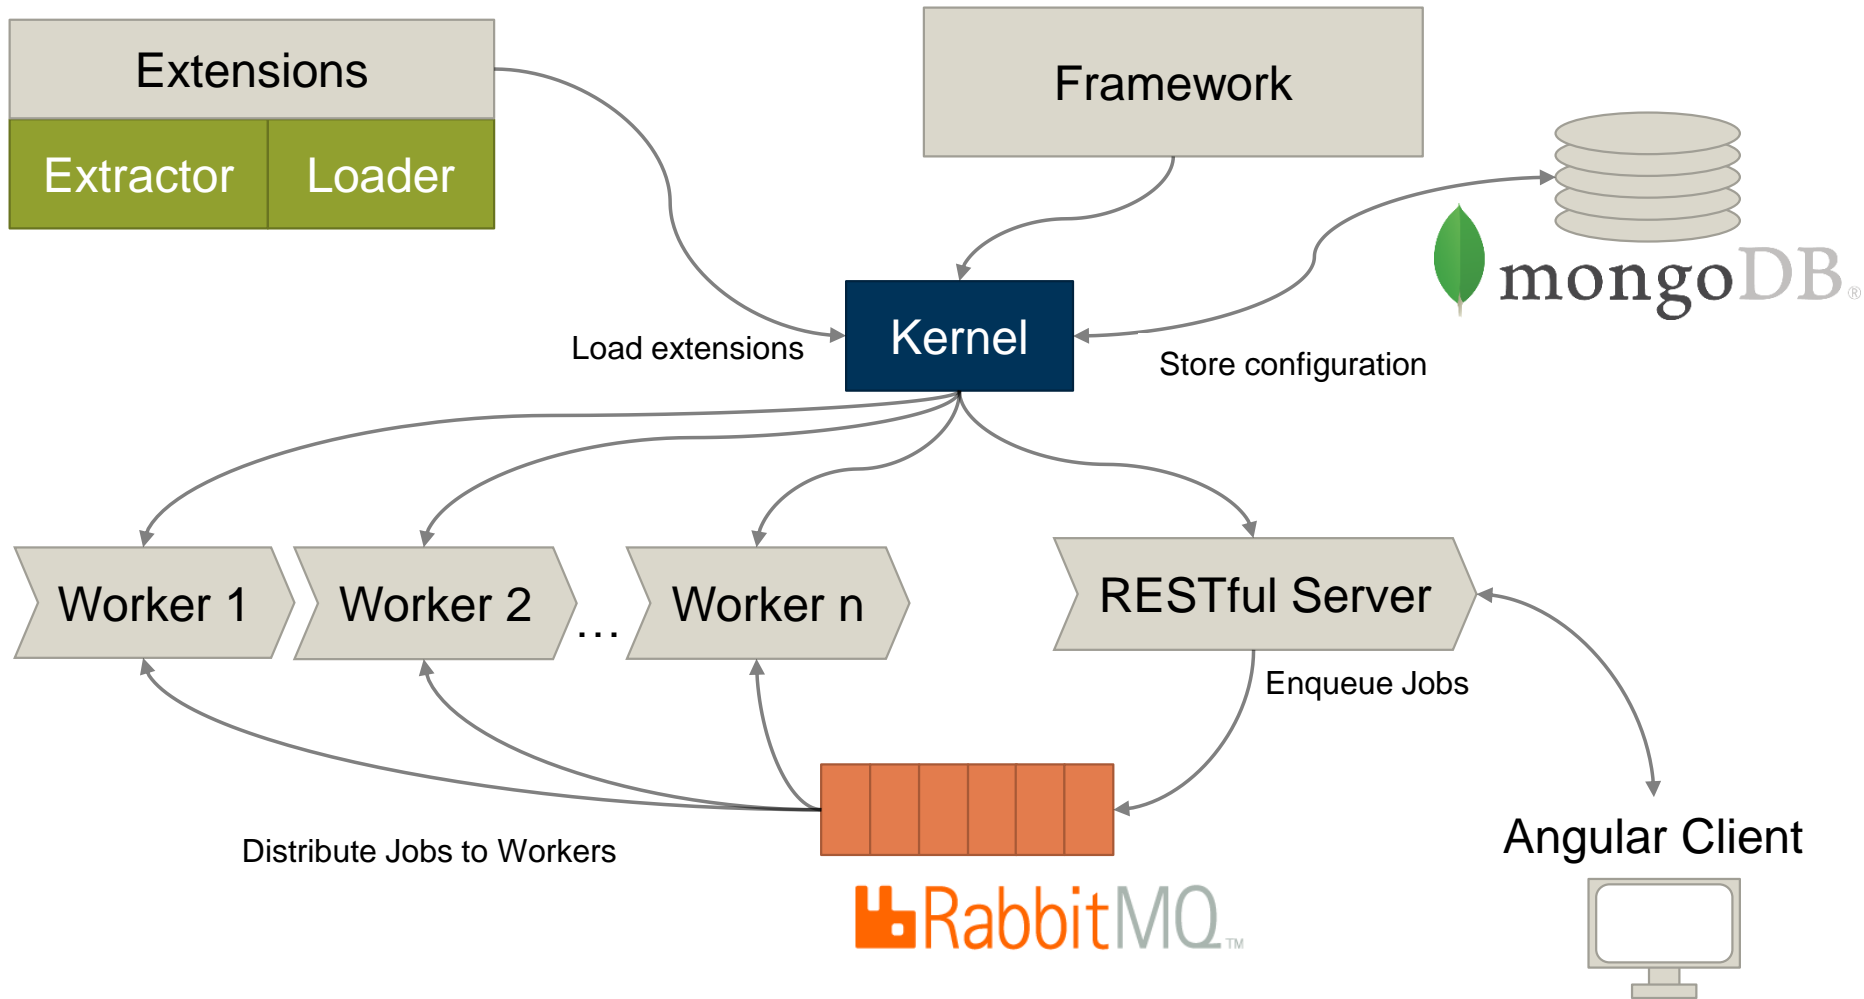 Extensions
Extractor
Loader
Framework
mongoDB®
Kernel
Load extensions
Store configuration
Worker 1
Worker 2
...
Worker n
RESTful Server
Enqueue Jobs
Distribute Jobs to Workers
Angular Client
RabbitMQ™